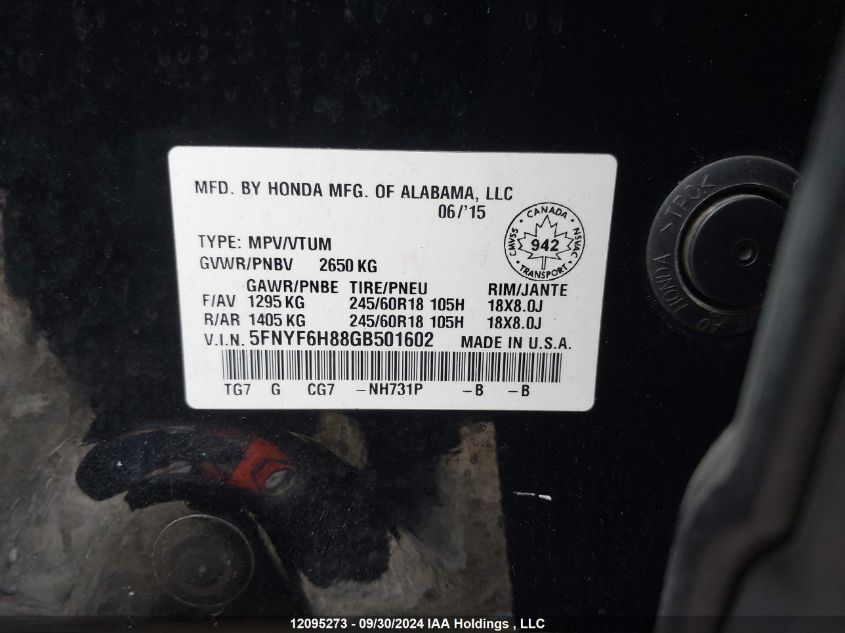 MFD. BY HONDA MFG. OF ALABAMA, LLC
06/'15
CANADA
CMVSS
942
NSVAC
TRANSPORT
TYPE: MPV/VTUM
GVWR/PNBV 2650 KG
GAWR/PNBE TIRE/PNEU RIM/JANTE
F/AV 1295 KG 245/60R18 105H 18X8.0J
R/AR 1405 KG 245/60R18 105H 18X8.0J
V.I.N. 5FNYF6H88GB501602 MADE IN U.S.A.
TG7 G CG7 -NH731P -B -B
HONDA >TPO<
12095273 - 09/30/2024 IAA Holdings , LLC